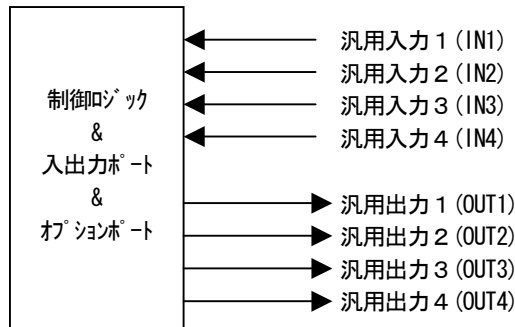 汎用入力１(IN1)
汎用入力２(IN2)
汎用入力３(IN3)
汎用入力４(IN4)
制御ﾛｼﾞｯｸ
&
入出力ﾎﾟｰﾄ
&
ｵﾌﾟｼｮﾝﾎﾟｰﾄ
汎用出力１(OUT1)
汎用出力２(OUT2)
汎用出力３(OUT3)
汎用出力４(OUT4)